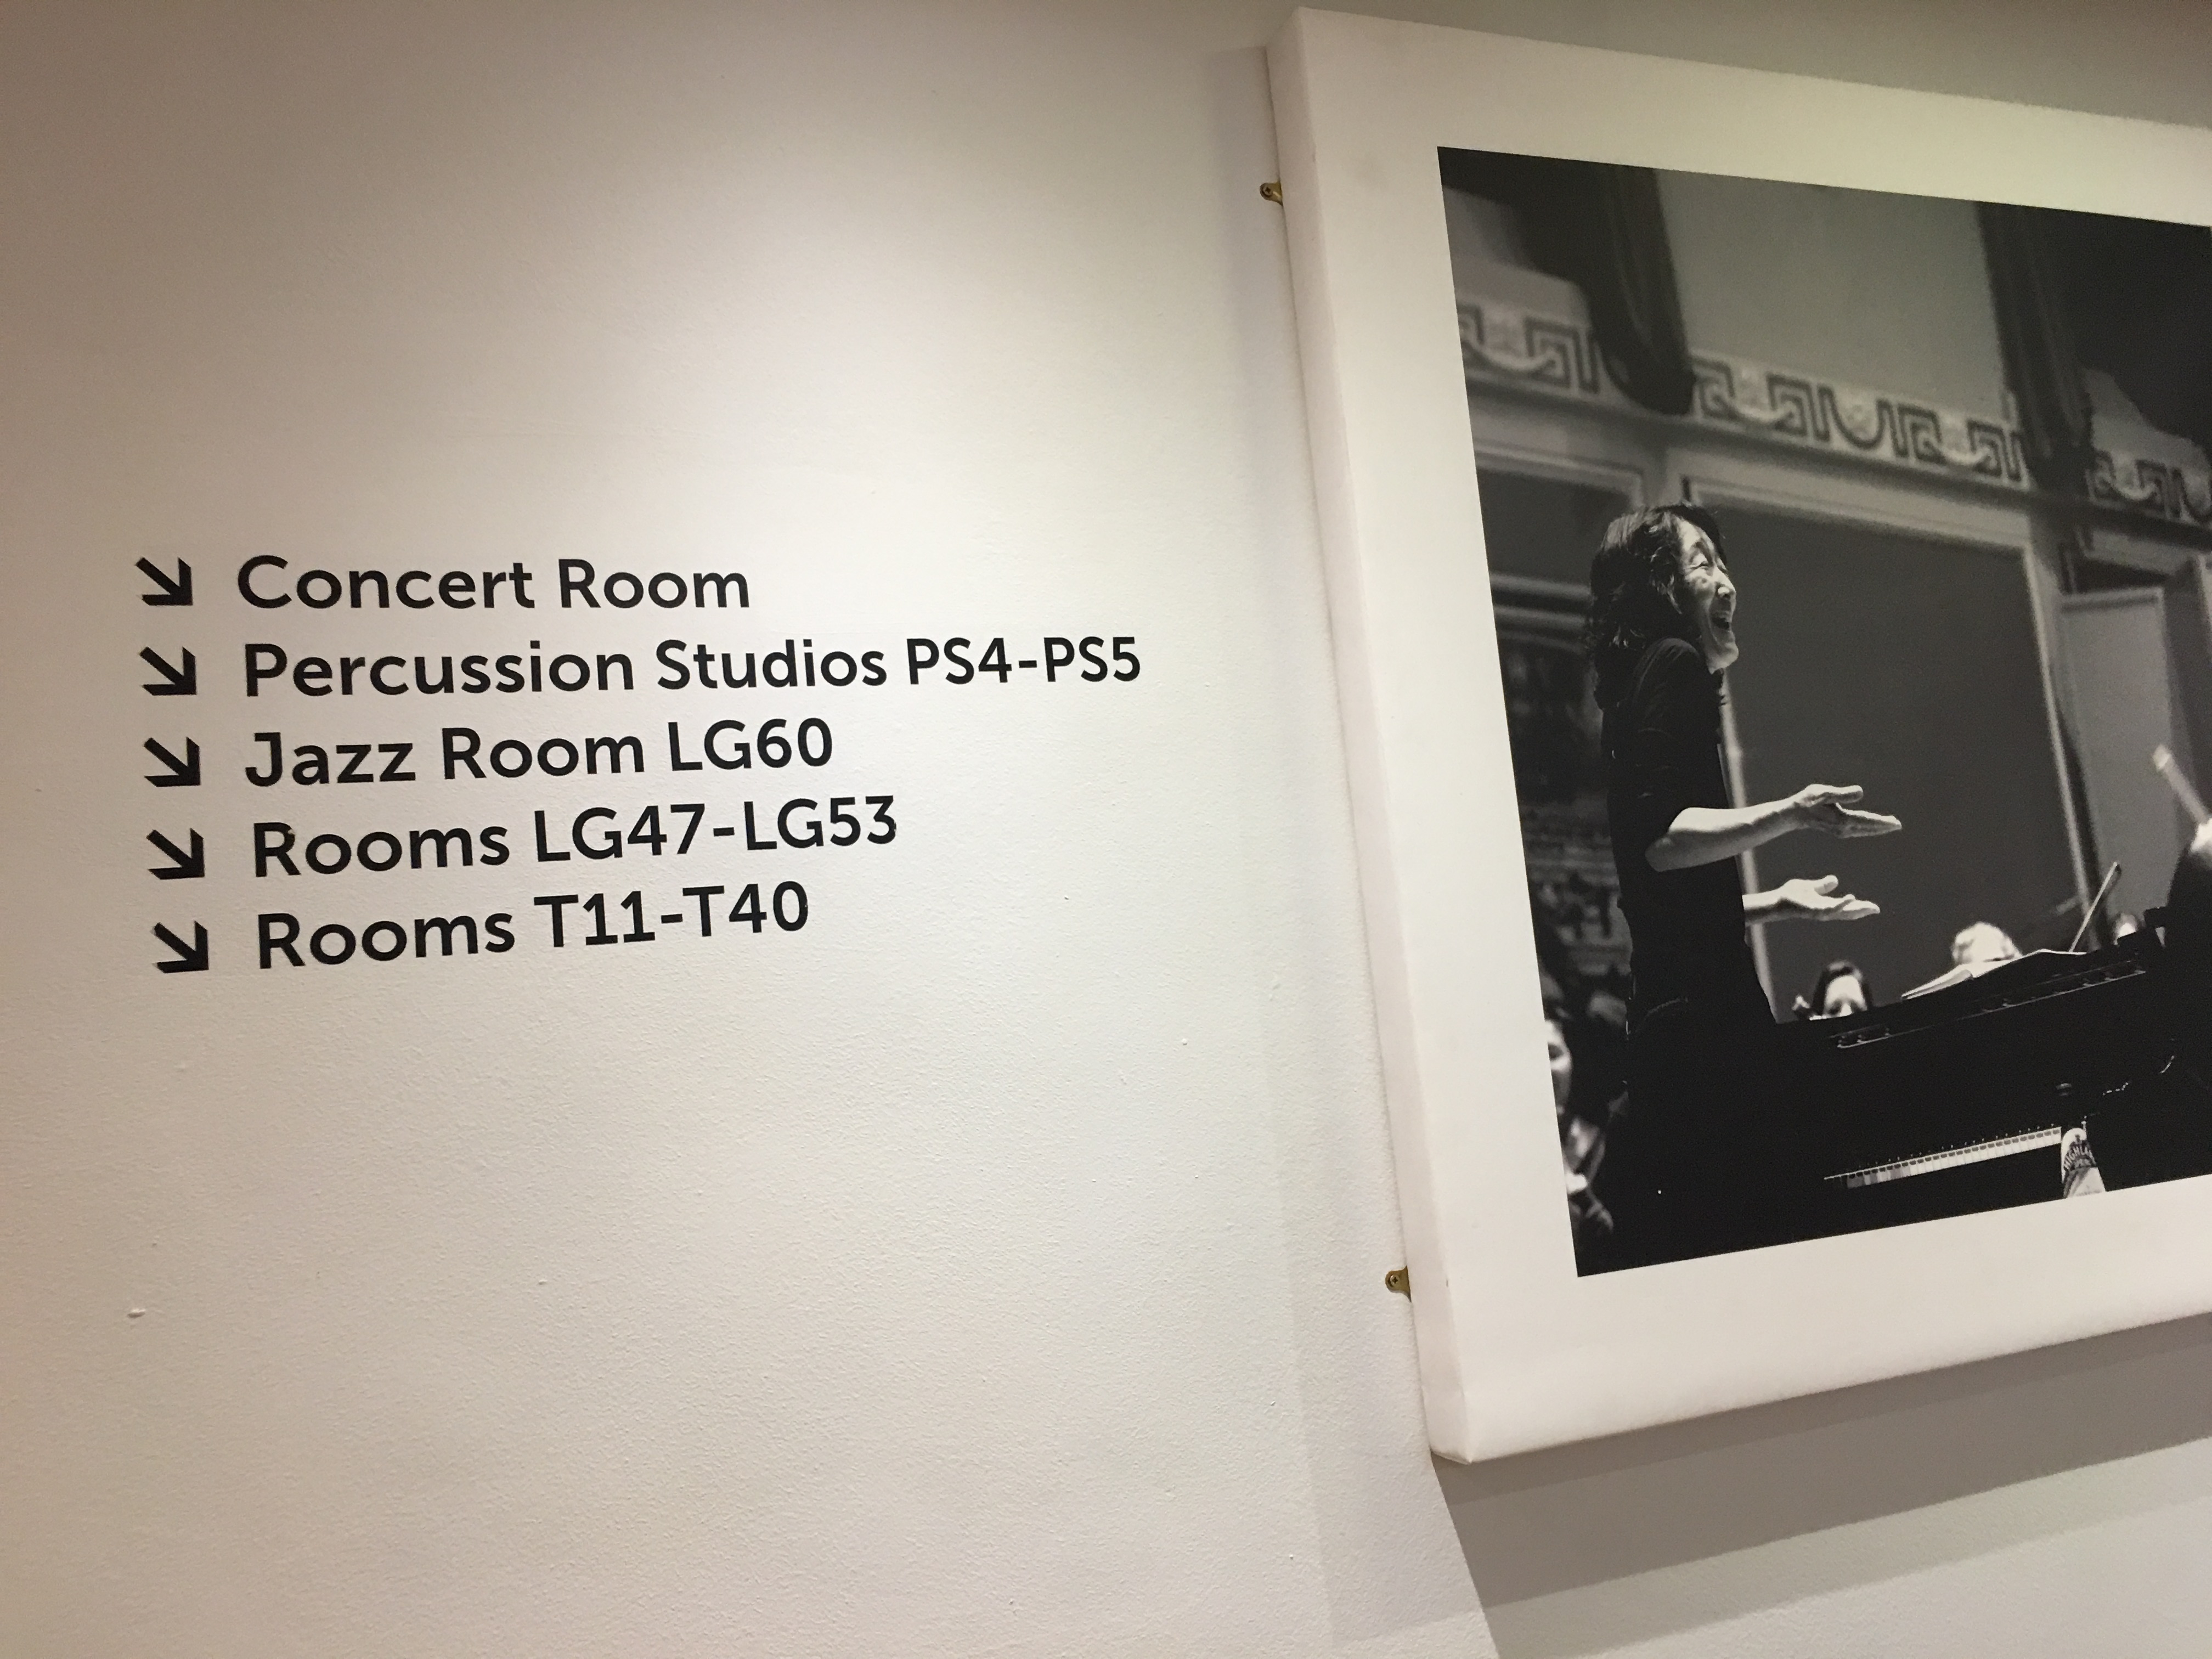 Concert Room
Percussion Studios PS4-PS5
Jazz Room LG60
Rooms LG47-LG53
Rooms T11-T40